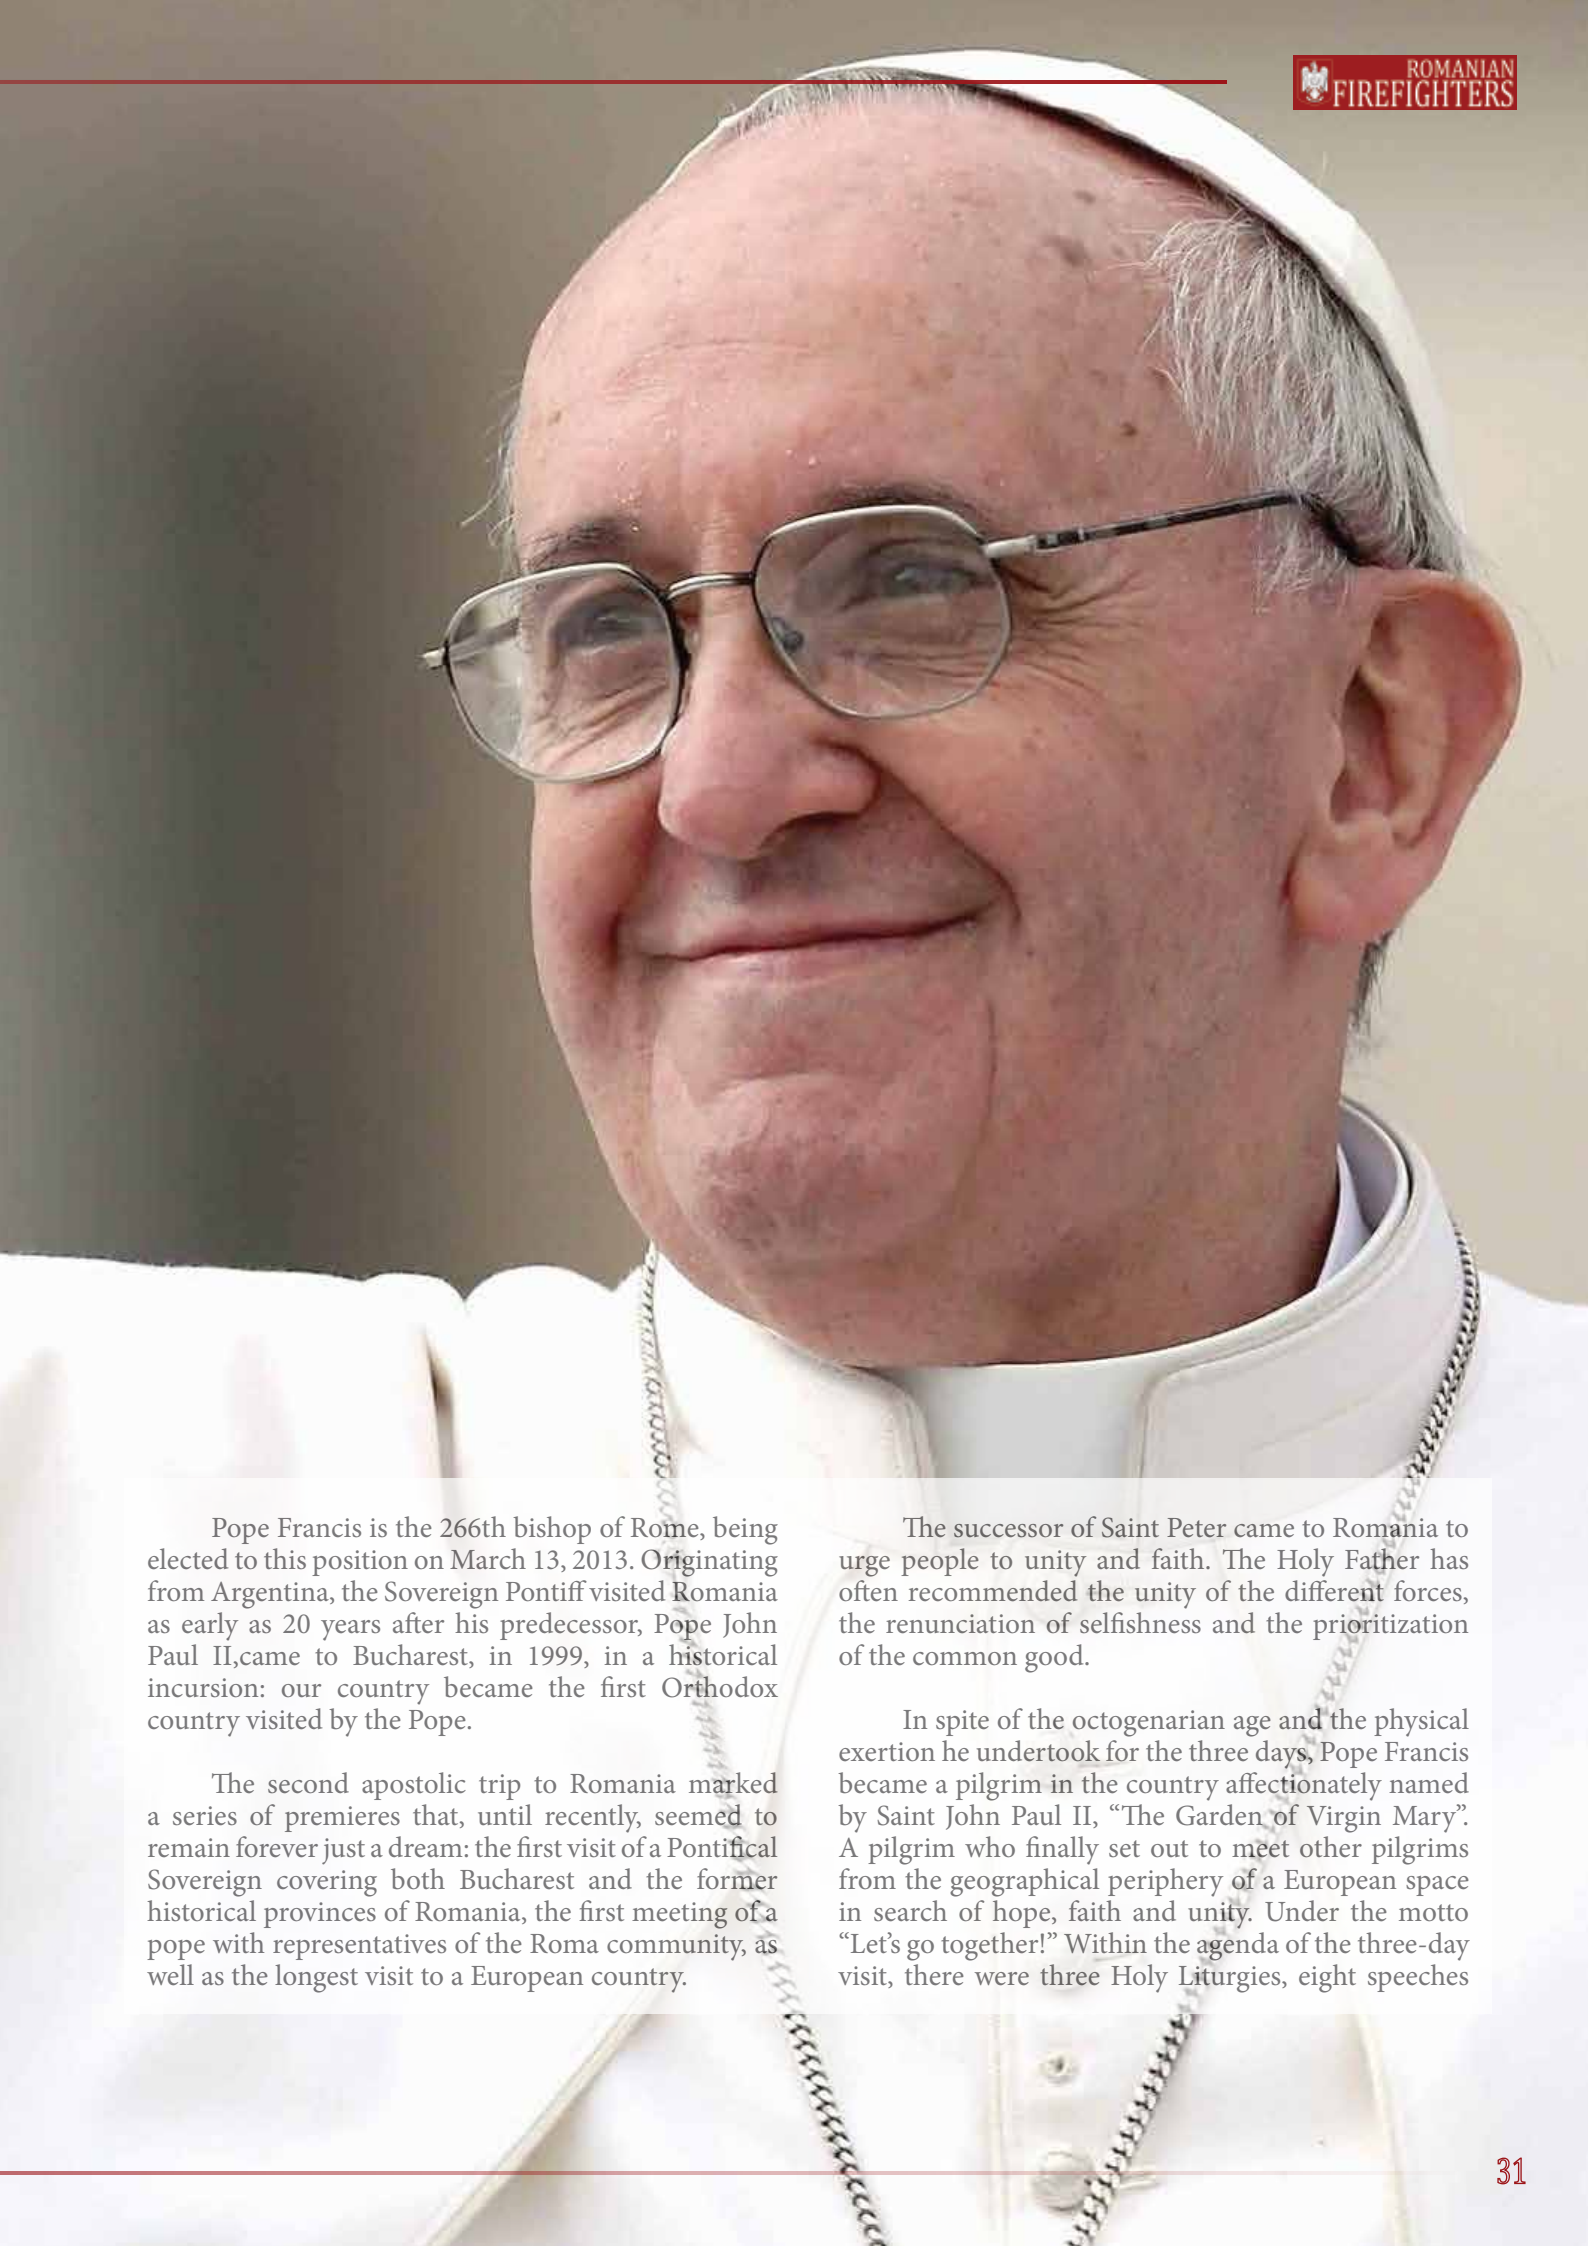 ROMANIAN
FIREFIGHTERS
Pope Francis is the 266th bishop of Rome, being
elected to this position on March 13, 2013. Originating
from Argentina, the Sovereign Pontiff visited Romania
as early as 20 years after his predecessor, Pope John
Paul II,came to Bucharest, in 1999, in a historical
incursion: our country became the first Orthodox
country visited by the Pope.
The second apostolic trip to Romania marked
a series of premieres that, until recently, seemed to
remain forever just a dream: the first visit of a Pontifical
Sovereign covering both Bucharest and the former
historical provinces of Romania, the first meeting of a
pope with representatives of the Roma community, as
well as the longest visit to a European country.
The successor of Saint Peter came to Romania to
urge people to unity and faith. The Holy Father has
often recommended the unity of the different forces,
the renunciation of selfishness and the prioritization
of the common good.
In spite of the octogenarian age and the physical
exertion he undertook for the three days, Pope Francis
became a pilgrim in the country affectionately named
by Saint John Paul II, “The Garden of Virgin Mary”.
A pilgrim who finally set out to meet other pilgrims
from the geographical periphery of a European space
in search of hope, faith and unity. Under the motto
“Let’s go together!” Within the agenda of the three-day
visit, there were three Holy Liturgies, eight speeches
31